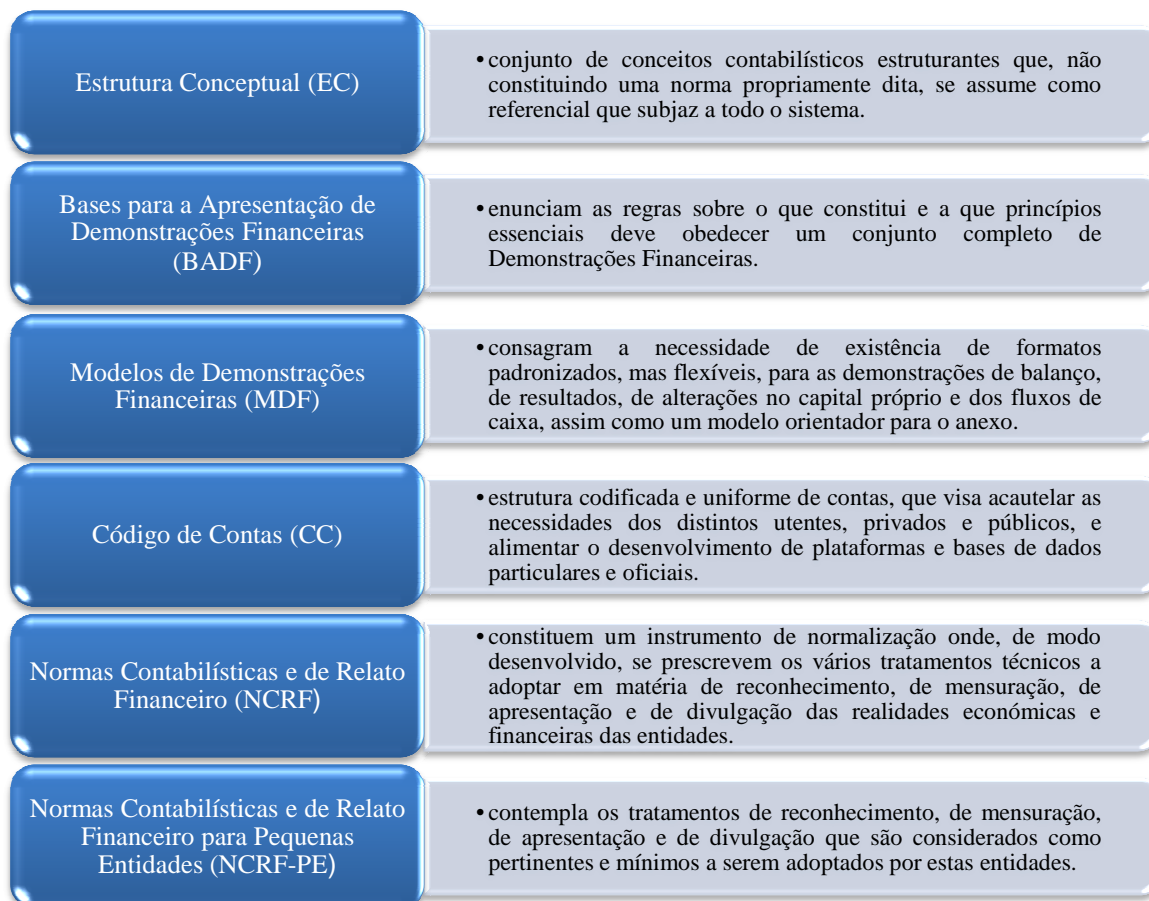 Estrutura Conceptual (EC)
• conjunto de conceitos contabilísticos estruturantes que, não
constituindo uma norma propriamente dita, se assume como
referencial que subjaz a todo o sistema.
Bases para a Apresentação de
Demonstrações Financeiras
(BADF)
• enunciam as regras sobre o que constitui e a que princípios
essenciais deve obedecer um conjunto completo de
Demonstrações Financeiras.
Modelos de Demonstrações
Financeiras (MDF)
• consagram a necessidade de existência de formatos
padronizados, mas flexíveis, para as demonstrações de balanço,
de resultados, de alterações no capital próprio e dos fluxos de
caixa, assim como um modelo orientador para o anexo.
Código de Contas (CC)
• estrutura codificada e uniforme de contas, que visa acautelar as
necessidades dos distintos utentes, privados e públicos, e
alimentar o desenvolvimento de plataformas e bases de dados
particulares e oficiais.
Normas Contabilísticas e de Relato
Financeiro (NCRF)
• constituem um instrumento de normalização onde, de modo
desenvolvido, se prescrevem os vários tratamentos técnicos a
adoptar em matéria de reconhecimento, de mensuração, de
apresentação e de divulgação das realidades económicas e
financeiras das entidades.
Normas Contabilísticas e de Relato
Financeiro para Pequenas
Entidades (NCRF-PE)
• contempla os tratamentos de reconhecimento, de mensuração,
de apresentação e de divulgação que são considerados como
pertinentes e mínimos a serem adoptados por estas entidades.